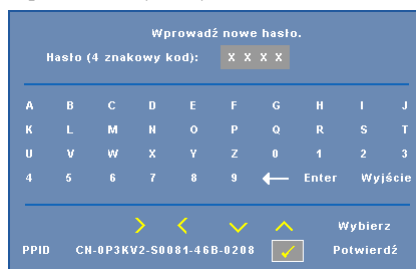 Wprowadź nowe hasło.
Hasło (4 znakowy kod): X X X X
A B C D E F G H I J
K L M N O P Q R S T
U V W X Y Z 0 1 2 3
4 5 6 7 8 9 ← Enter Wyjście
Wybierz
PPID CN-0P3KV2-S0081-46B-0208 Potwierdź